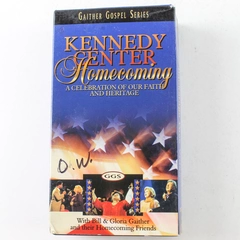 GAITHER GOSPEL SERIES
KENNEDY
CENTER
Homecoming
A CELEBRATION OF OUR FAITH
AND HERITAGE
D.W.
GGS
With Bill & Gloria Gaither
and their Homecoming Friends